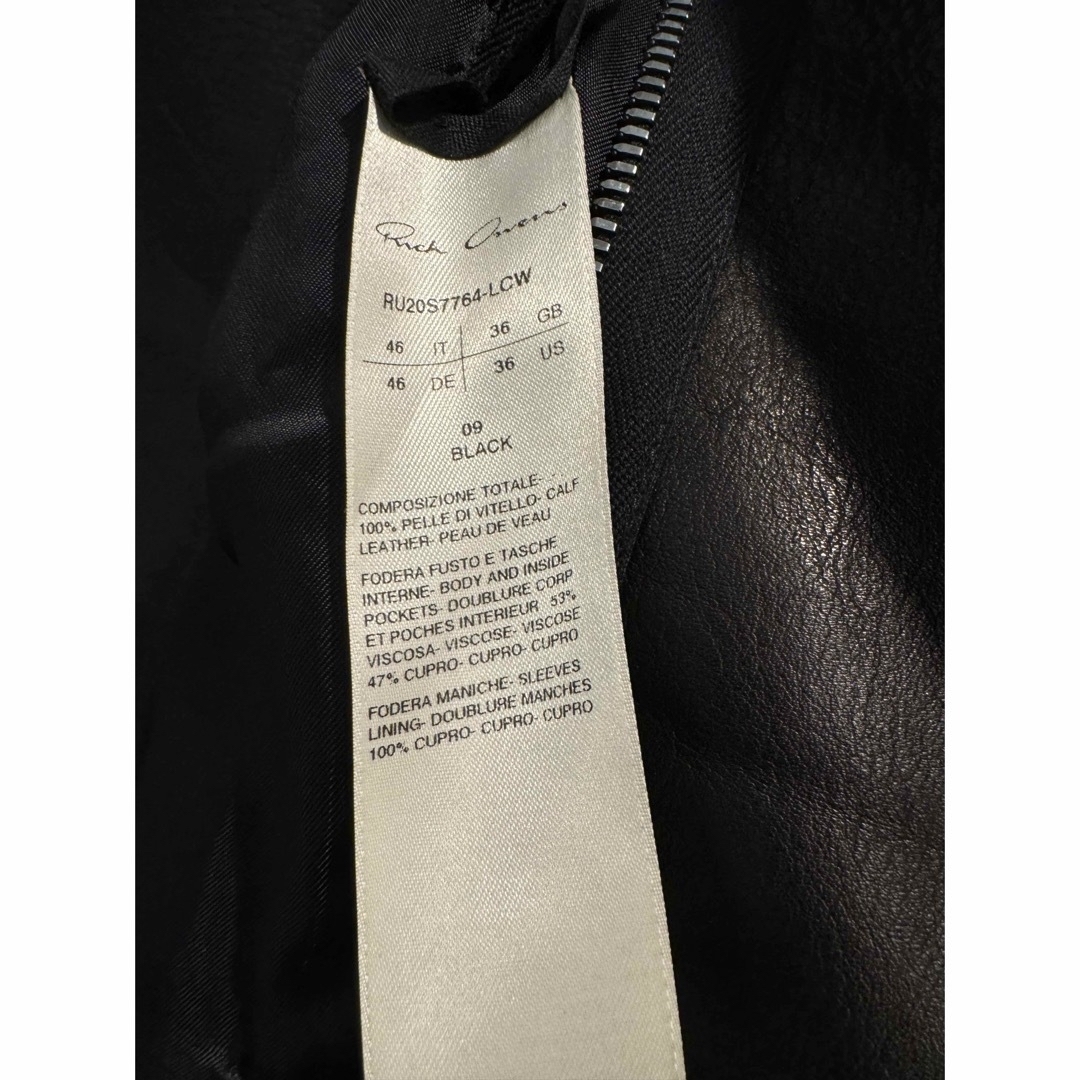 Rick Owens
RU20S7764-LCW
46 IT 36 GB
46 DE 36 US
09
BLACK
COMPOSIZIONE TOTALE-
100% PELLE DI VITELLO- CALF
LEATHER- PEAU DE VEAU
FODERA FUSTO E TASCHE
INTERNE- BODY AND INSIDE
POCKETS- DOUBLURE CORP
ET POCHES INTERIEUR 53%
VISCOSA- VISCOSE- VISCOSE
47% CUPRO- CUPRO- CUPRO
FODERA MANICHE- SLEEVES
LINING- DOUBLURE MANCHES
100% CUPRO- CUPRO- CUPRO